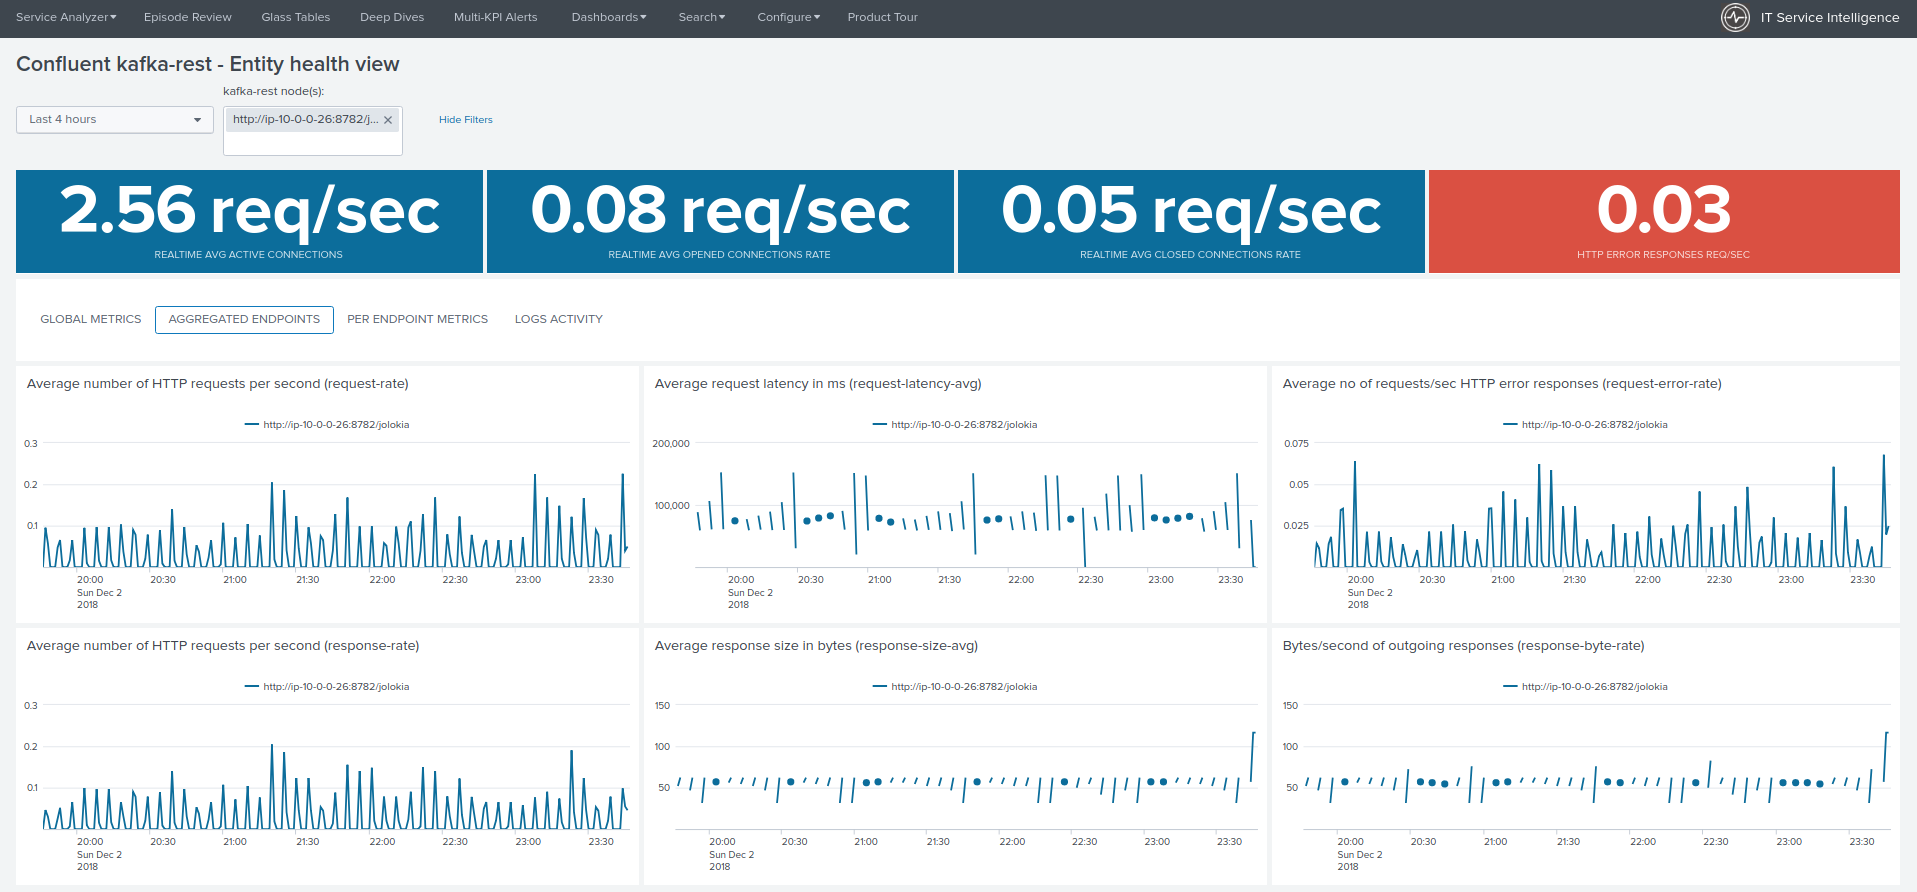 Service Analyzer Episode Review Glass Tables Deep Dives Multi-KPI Alerts Dashboards Search Configure Product Tour IT Service Intelligence
Confluent kafka-rest - Entity health view
kafka-rest node(s):
Last 4 hours http://ip-10-0-0-26:8782/j... Hide Filters
2.56 req/sec 0.08 req/sec 0.05 req/sec 0.03
REALTIME AVG ACTIVE CONNECTIONS REALTIME AVG OPENED CONNECTIONS RATE REALTIME AVG CLOSED CONNECTIONS RATE HTTP ERROR RESPONSES REQ/SEC
GLOBAL METRICS AGGREGATED ENDPOINTS PER ENDPOINT METRICS LOGS ACTIVITY
Average number of HTTP requests per second (request-rate)
http://ip-10-0-0-26:8782/jolokia
0.3
0.2
0.1
20:00 20:30 21:00 21:30 22:00 22:30 23:00 23:30
Sun Dec 2
2018
Average request latency in ms (request-latency-avg)
http://ip-10-0-0-26:8782/jolokia
200,000
100,000
20:00 20:30 21:00 21:30 22:00 22:30 23:00 23:30
Sun Dec 2
2018
Average no of requests/sec HTTP error responses (request-error-rate)
http://ip-10-0-0-26:8782/jolokia
0.075
0.05
0.025
20:00 20:30 21:00 21:30 22:00 22:30 23:00 23:30
Sun Dec 2
2018
Average number of HTTP requests per second (response-rate)
http://ip-10-0-0-26:8782/jolokia
0.3
0.2
0.1
20:00 20:30 21:00 21:30 22:00 22:30 23:00 23:30
Sun Dec 2
2018
Average response size in bytes (response-size-avg)
http://ip-10-0-0-26:8782/jolokia
150
100
50
20:00 20:30 21:00 21:30 22:00 22:30 23:00 23:30
Sun Dec 2
2018
Bytes/second of outgoing responses (response-byte-rate)
http://ip-10-0-0-26:8782/jolokia
150
100
50
20:00 20:30 21:00 21:30 22:00 22:30 23:00 23:30
Sun Dec 2
2018